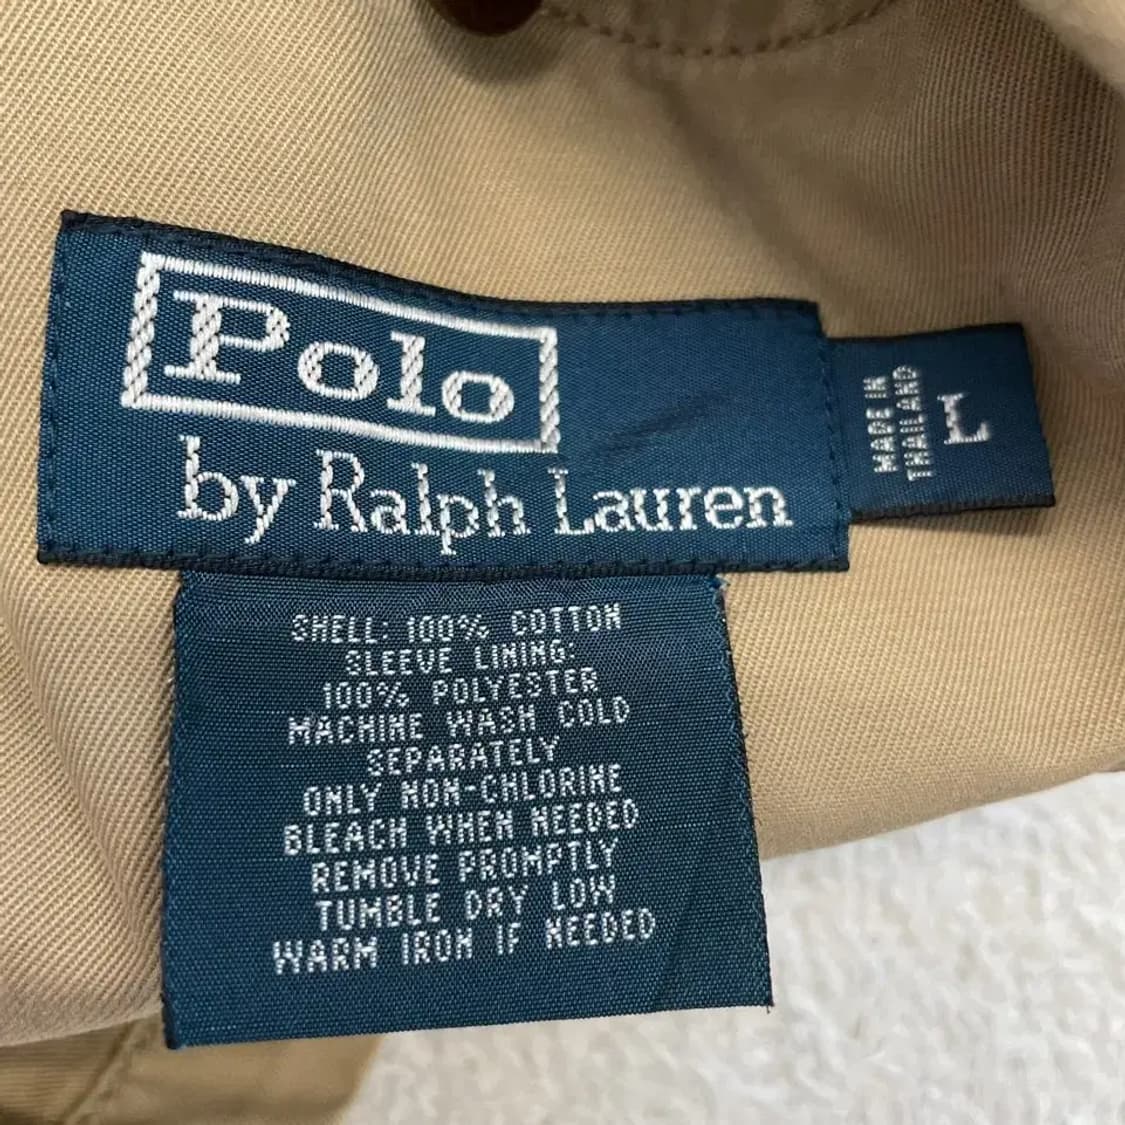 Polo
by Ralph Lauren
MADE IN
THAILAND
L
SHELL: 100% COTTON
SLEEVE LINING:
100% POLYESTER
MACHINE WASH COLD
SEPARATELY
ONLY NON-CHLORINE
BLEACH WHEN NEEDED
REMOVE PROMPTLY
TUMBLE DRY LOW
WARM IRON IF NEEDED